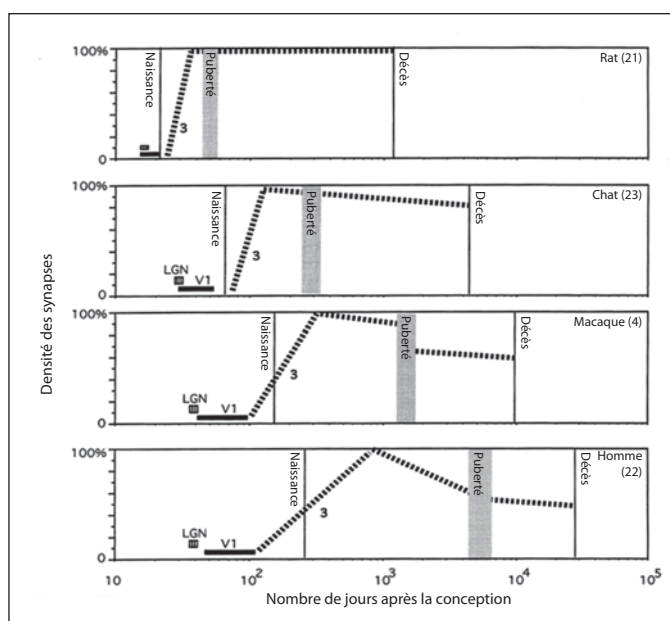 Densité des synapses
100%
0
Naissance
3
Puberté
Décès
Rat (21)
100%
0
LGN
V1
Naissance
3
Puberté
Décès
Chat (23)
100%
0
LGN
V1
Naissance
3
Puberté
Décès
Macaque (4)
100%
0
LGN
V1
Naissance
3
Puberté
Décès
Homme
(22)
10 10² 10³ 10⁴ 10⁵
Nombre de jours après la conception